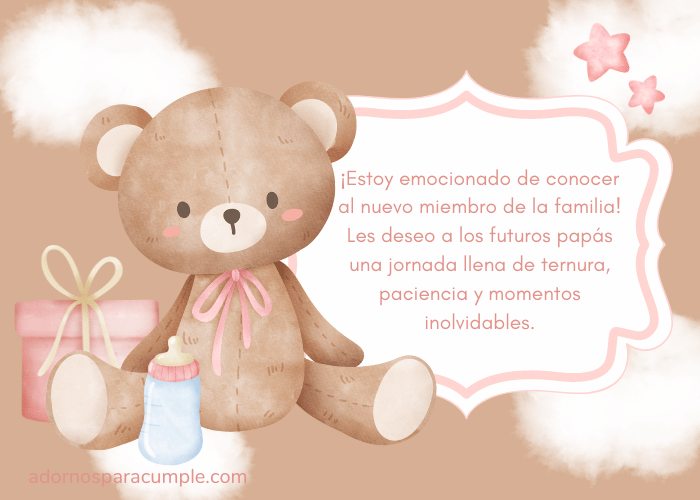 ¡Estoy emocionado de conocer
al nuevo miembro de la familia!
Les deseo a los futuros papás
una jornada llena de ternura,
paciencia y momentos
inolvidables.
adornosparacumple.com